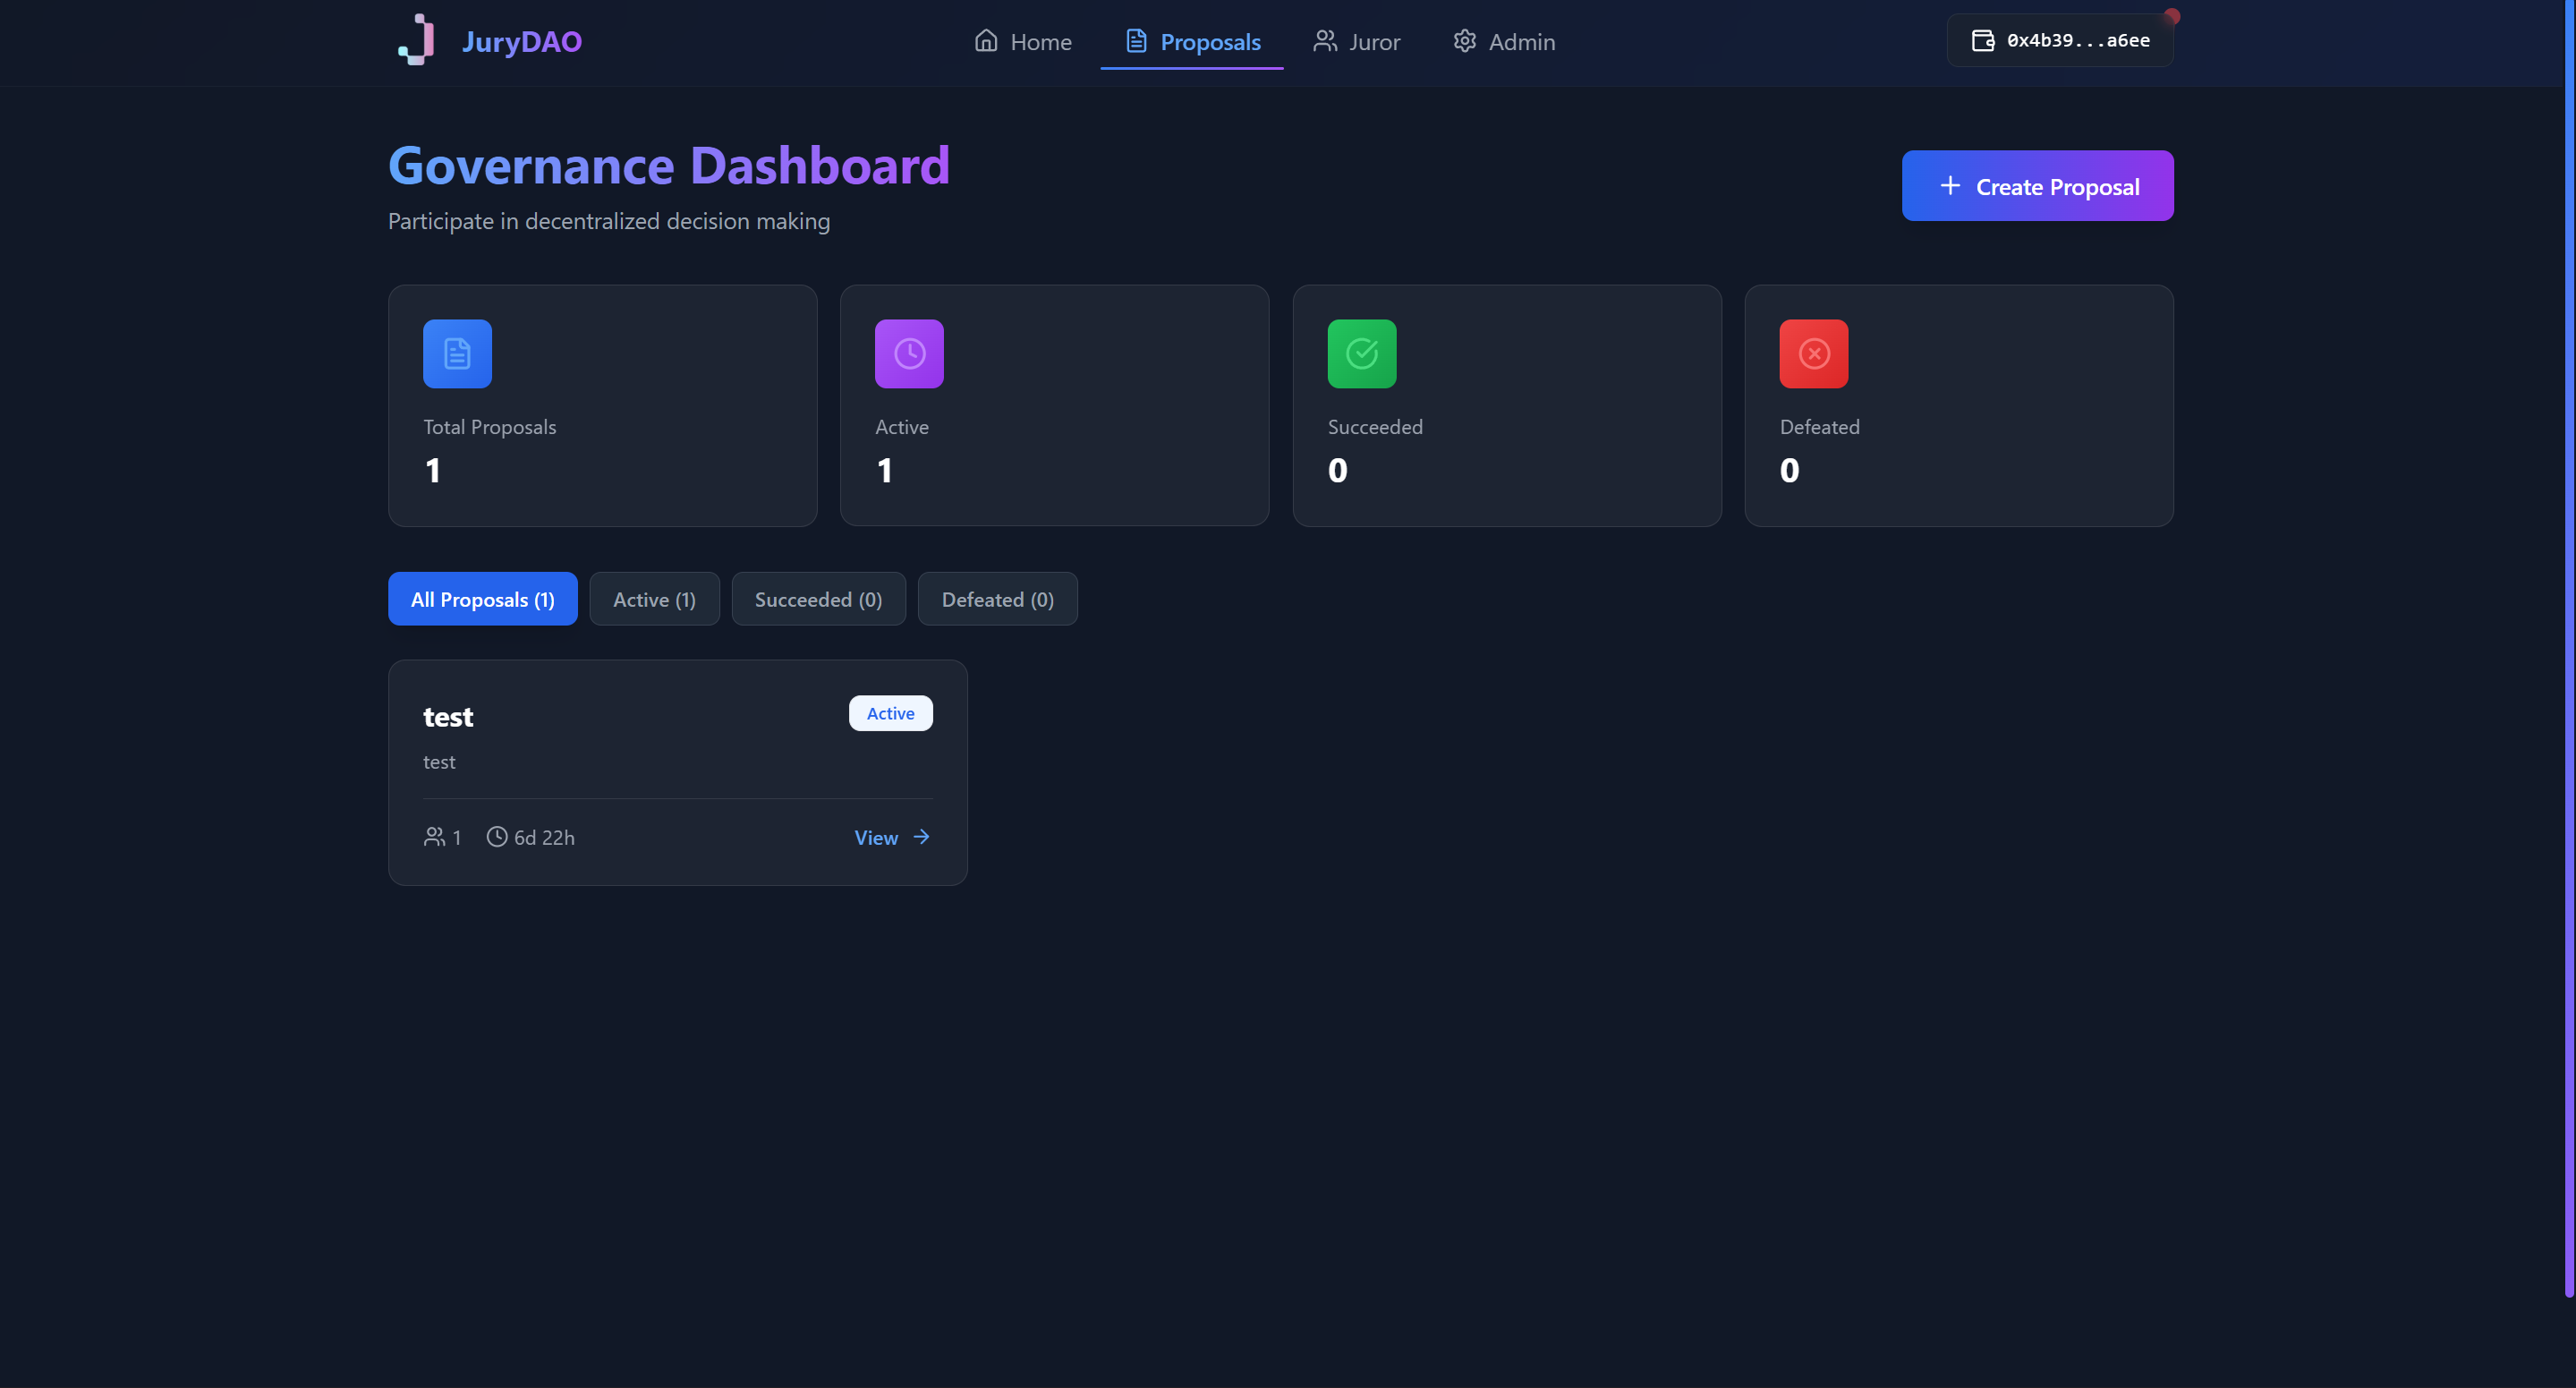 JuryDAO
Home
Proposals
Juror
Admin
0x4b39...a6ee
Governance Dashboard
Participate in decentralized decision making
Create Proposal
Total Proposals
1
Active
1
Succeeded
0
Defeated
0
All Proposals (1)
Active (1)
Succeeded (0)
Defeated (0)
test
Active
test
1
6d 22h
View